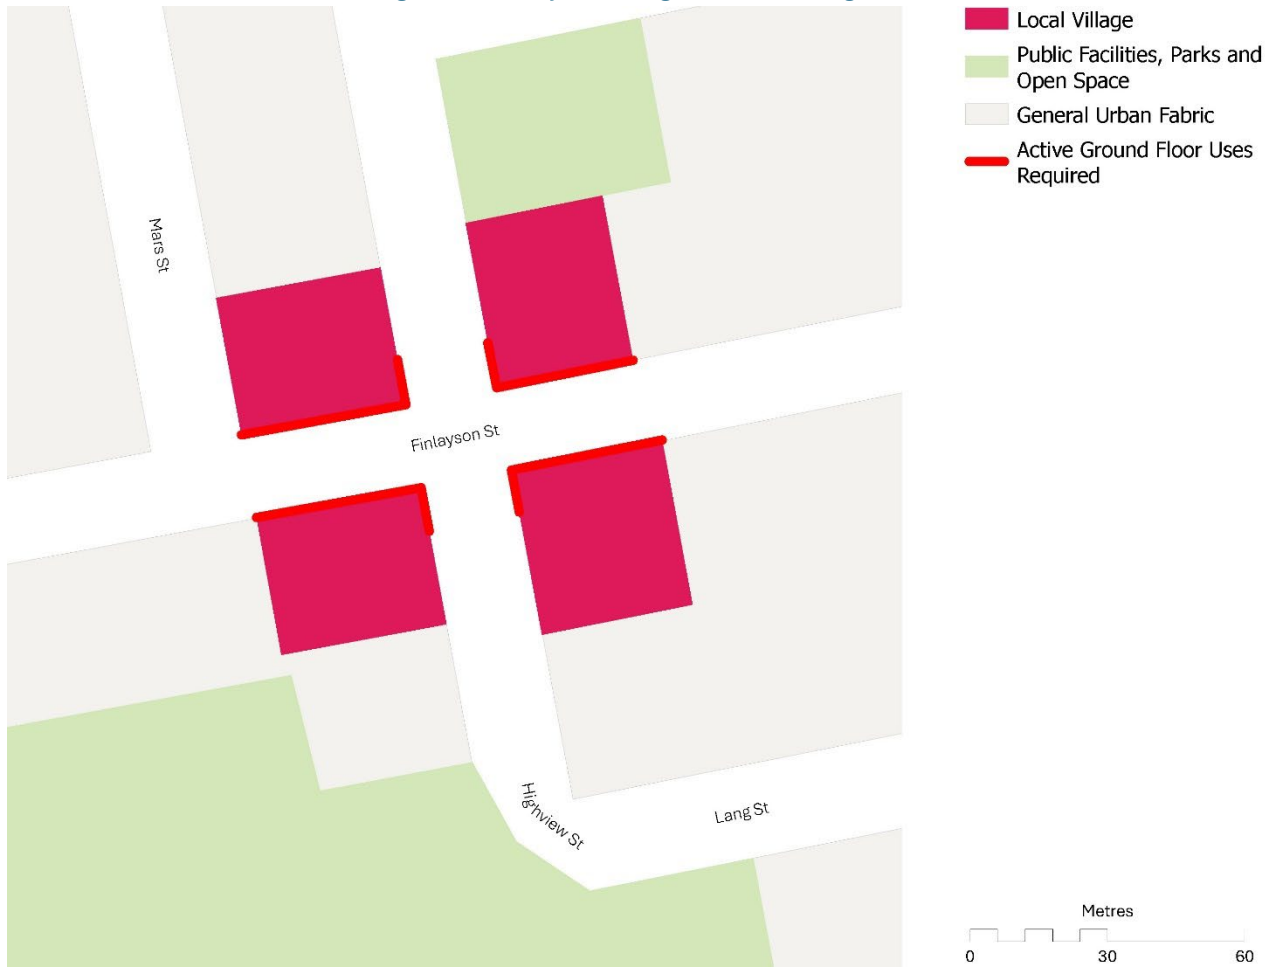 Local Village
Public Facilities, Parks and
Open Space
General Urban Fabric
Active Ground Floor Uses
Required
Mars St
Finlayson St
Highview St
Lang St
Metres
0 30 60